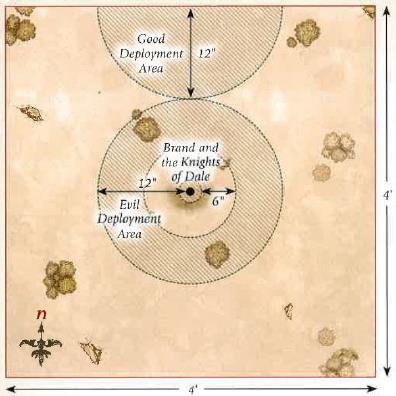 Good
Deployment
Area
12"
Brand and
the Knights
of Dale
12"
6"
Evil
Deployment
Area
4'
n
4'